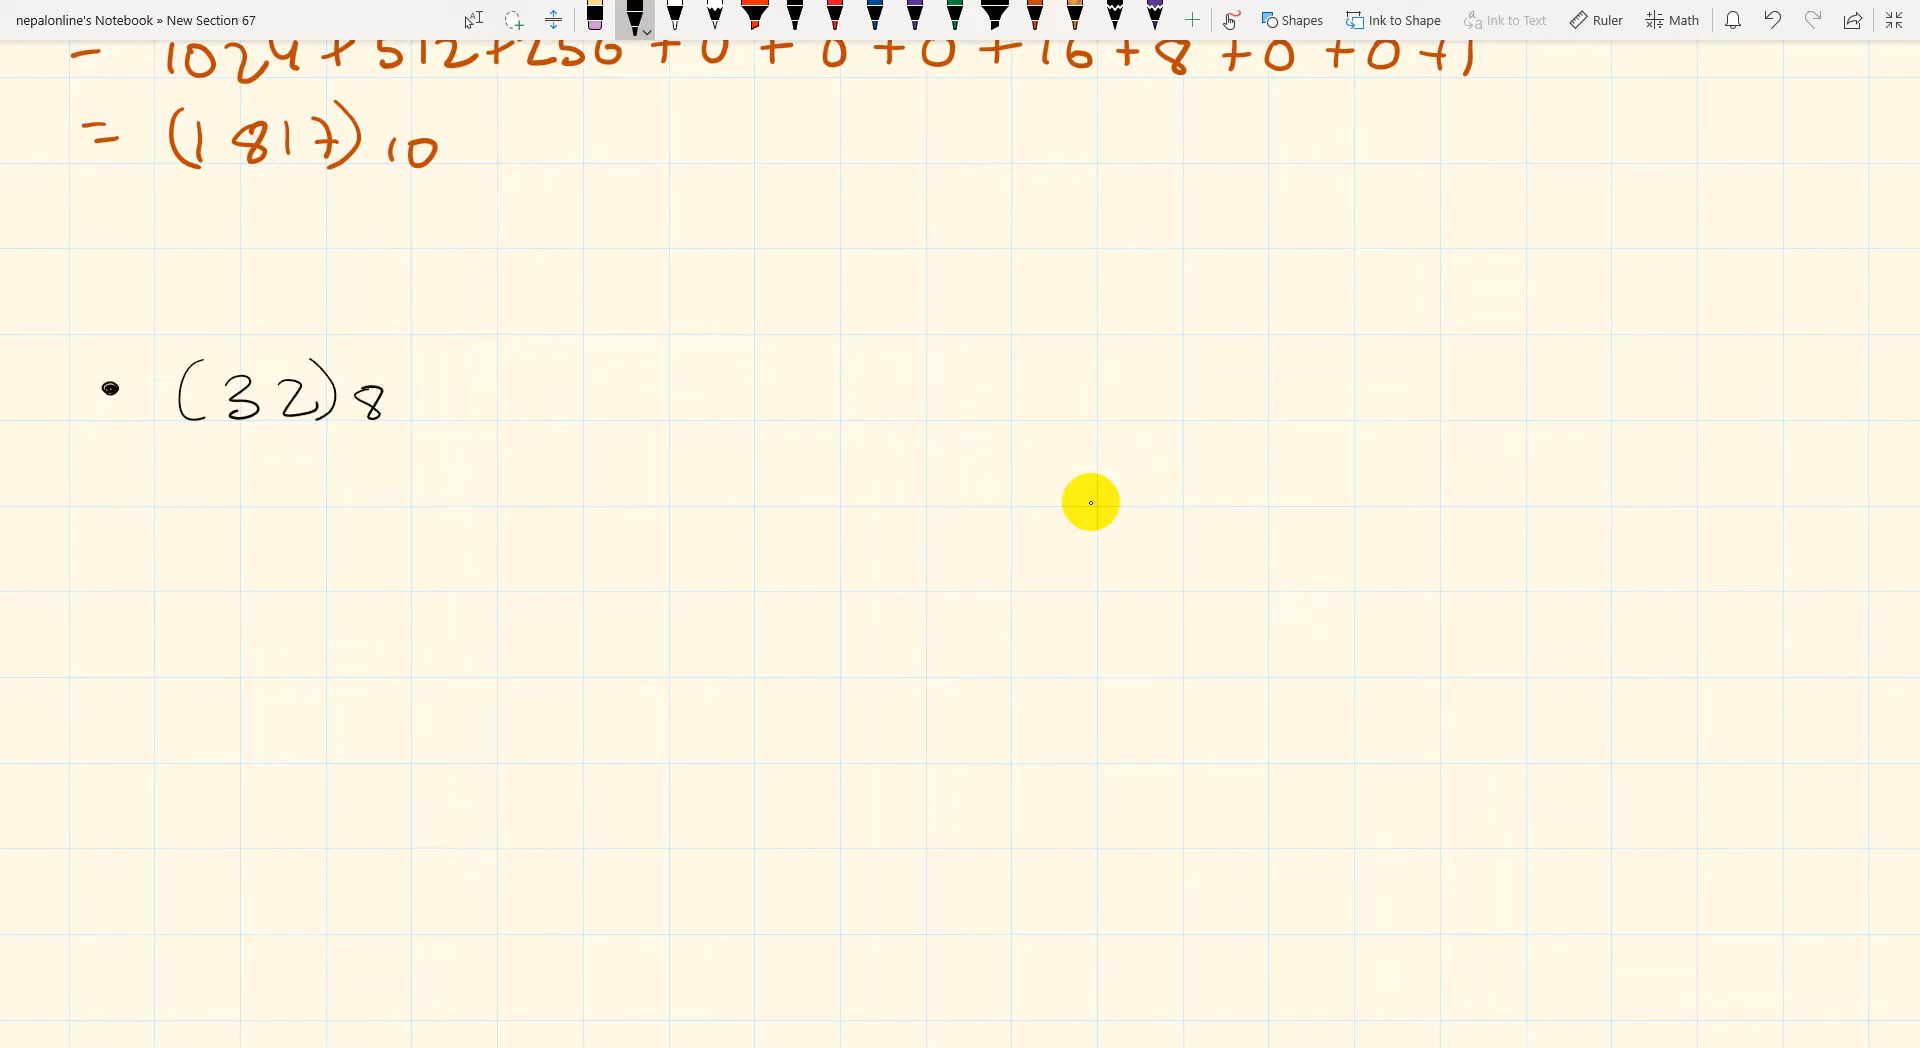 nepalonline's Notebook » New Section 67
Shapes Ink to Shape Ink to Text Ruler Math
= 1024 + 512 + 256 + 0 + 0 + 0 + 16 + 8 + 0 + 0 + 1
= (1817) 10
• (32) 8